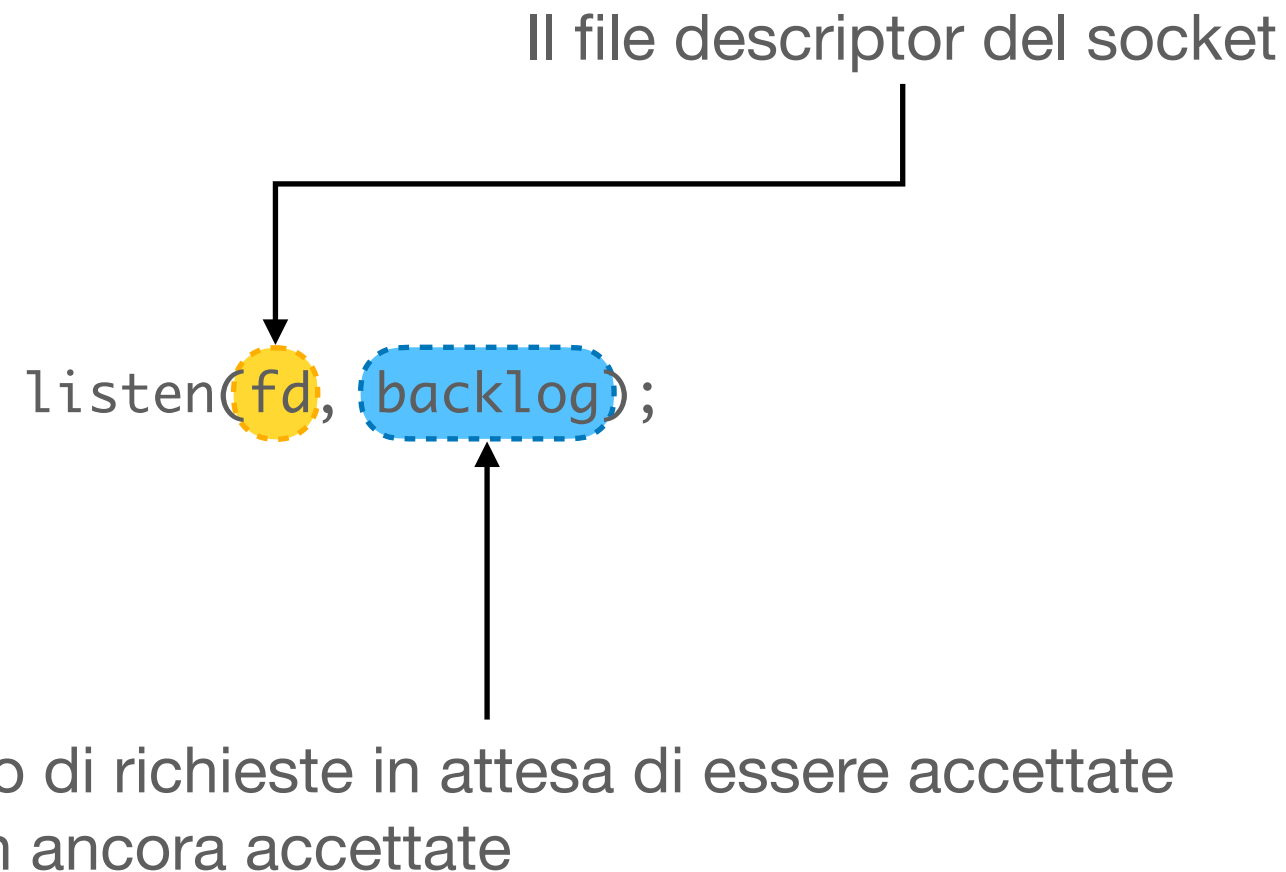 Il file descriptor del socket
listen(fd, backlog);
di richieste in attesa di essere accettate
ancora accettate